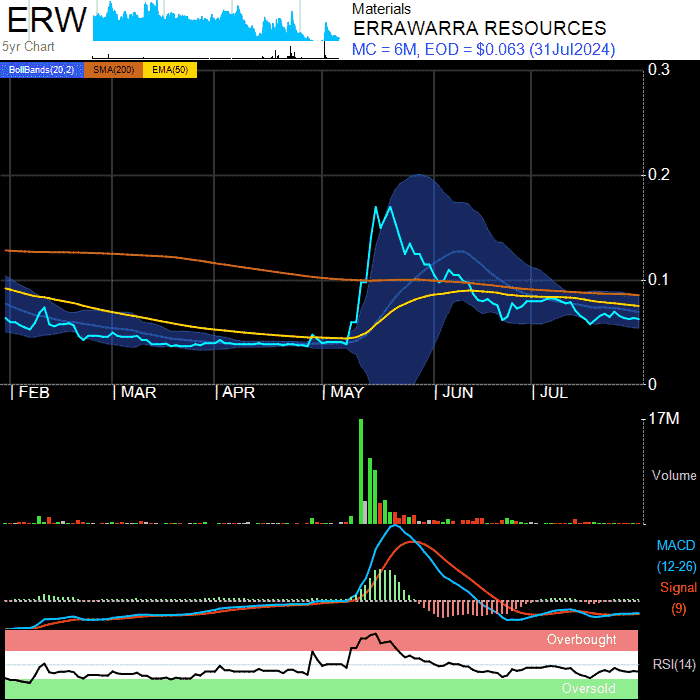 ERW
5yr Chart
Materials
ERRAWARRA RESOURCES
MC = 6M, EOD = $0.063 (31Jul2024)
BollBands(20,2) SMA(200) EMA(50)
0.3
0.2
0.1
0
FEB MAR APR MAY JUN JUL
17M
Volume
MACD
(12-26)
Signal
(9)
Overbought
RSI(14)
Oversold